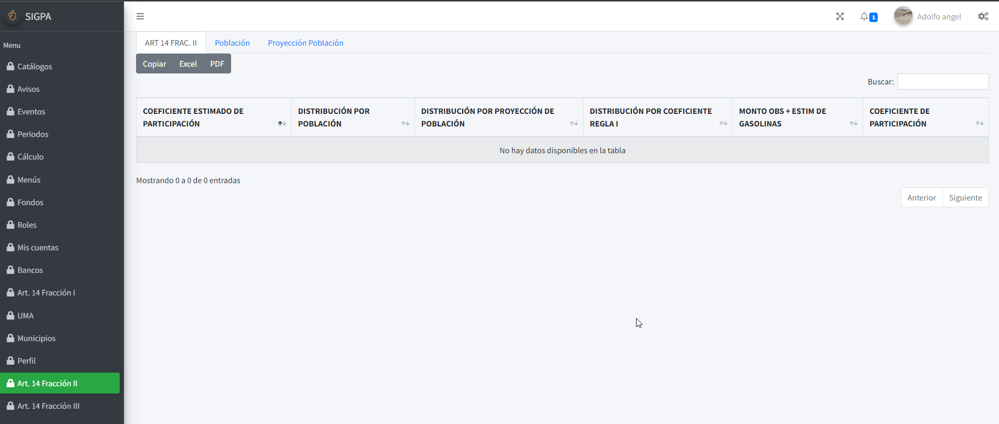 SIGPA
Menu
Catálogos
Avisos
Eventos
Periodos
Cálculo
Menús
Fondos
Roles
Mis cuentas
Bancos
Art. 14 Fracción I
UMA
Municipios
Perfil
Art. 14 Fracción II
Art. 14 Fracción III
1
Adolfo angel
ART 14 FRAC. II
Población
Proyección Población
Copiar
Excel
PDF
Buscar:
COEFICIENTE ESTIMADO DE
PARTICIPACIÓN
DISTRIBUCIÓN POR
POBLACIÓN
DISTRIBUCIÓN POR PROYECCIÓN DE
POBLACIÓN
DISTRIBUCIÓN POR COEFICIENTE
REGLA I
MONTO OBS + ESTIM DE
GASOLINAS
COEFICIENTE DE
PARTICIPACIÓN
No hay datos disponibles en la tabla
Mostrando 0 a 0 de 0 entradas
Anterior
Siguiente